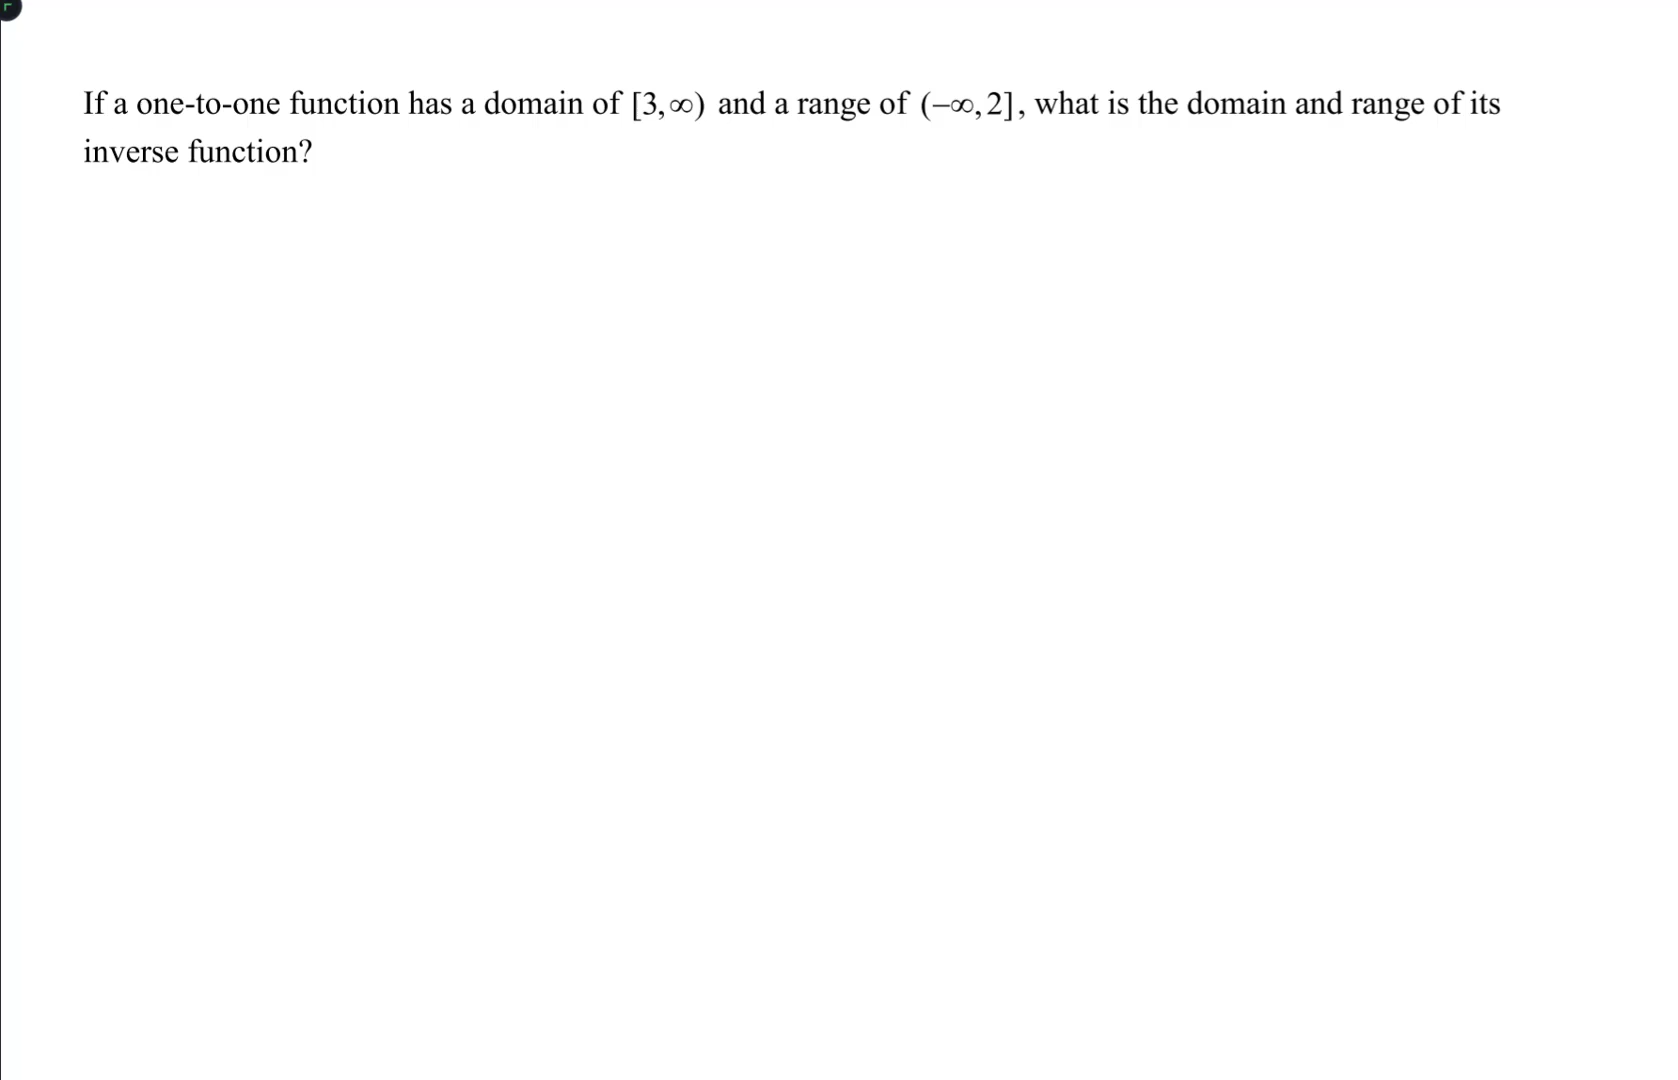 If a one-to-one function has a domain of [3,∞) and a range of (−∞,2], what is the domain and range of its
inverse function?